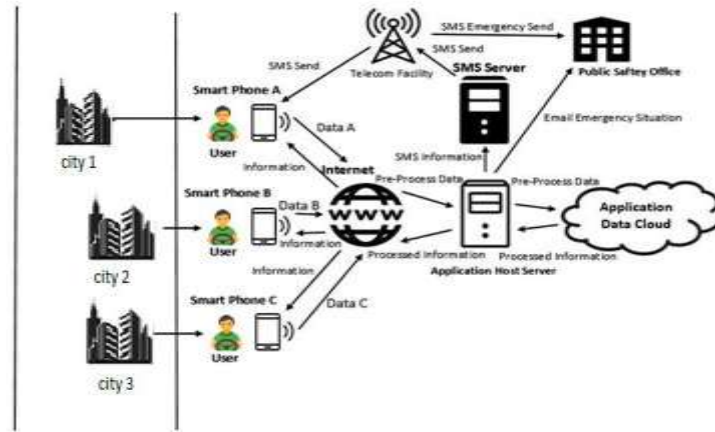 SMS Emergency Send
SMS Send
SMS Send
Telecom Facility
SMS Server
Public Saftey Office
Smart Phone A
Data A
User
Email Emergency Situation
city 1
Information
Internet
SMS Information
Pre-Process Data
Pre-Process Data
Smart Phone B
Data B
WWW
Application
Data Cloud
User
Information
Processed Information
Processed Information
Application Host Server
city 2
Information
Smart Phone C
Data C
User
city 3